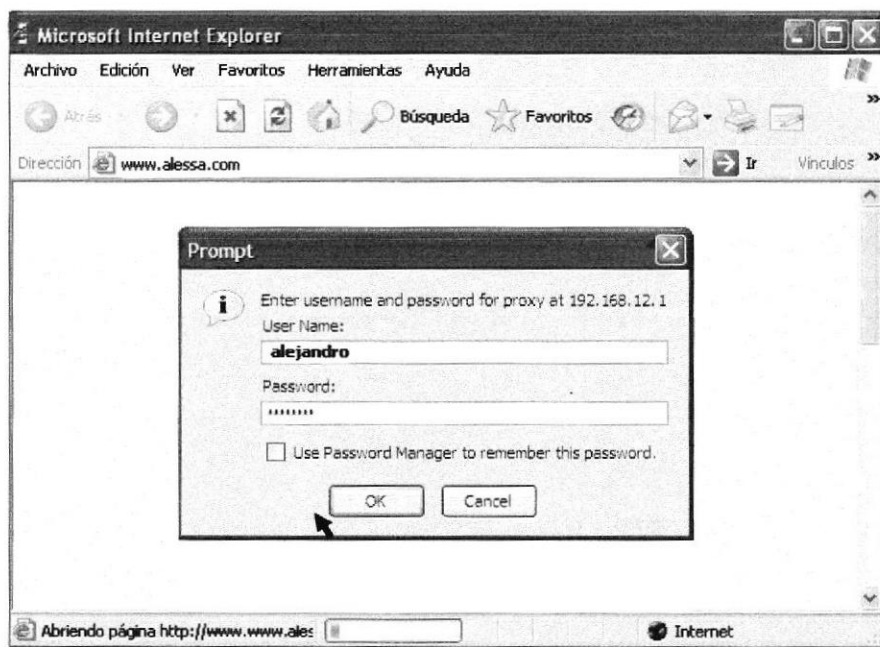 Microsoft Internet Explorer
Archivo Edición Ver Favoritos Herramientas Ayuda
Atrás Búsqueda Favoritos »
Dirección www.alessa.com Ir Vínculos »
Prompt
Enter username and password for proxy at 192.168.12.1
User Name:
alejandro
Password:
••••••••
Use Password Manager to remember this password.
OK Cancel
Abriendo página http://www.www.ales Internet